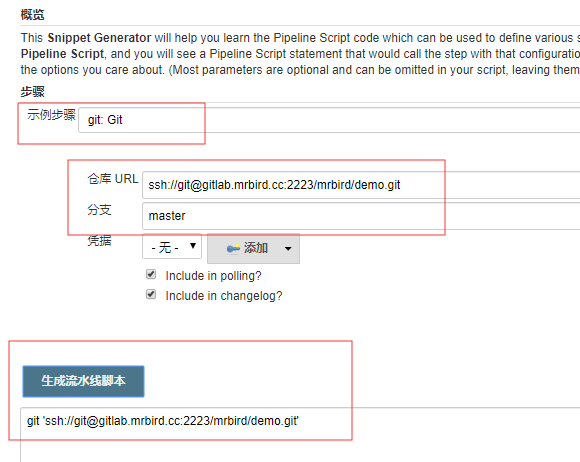 概览
This Snippet Generator will help you learn the Pipeline Script code which can be used to define various s
Pipeline Script, and you will see a Pipeline Script statement that would call the step with that configuratio
the options you care about. (Most parameters are optional and can be omitted in your script, leaving them
步骤
示例步骤 git: Git
仓库 URL ssh://git@gitlab.mrbird.cc:2223/mrbird/demo.git
分支 master
凭据 - 无 - 添加
Include in polling?
Include in changelog?
生成流水线脚本
git 'ssh://git@gitlab.mrbird.cc:2223/mrbird/demo.git'